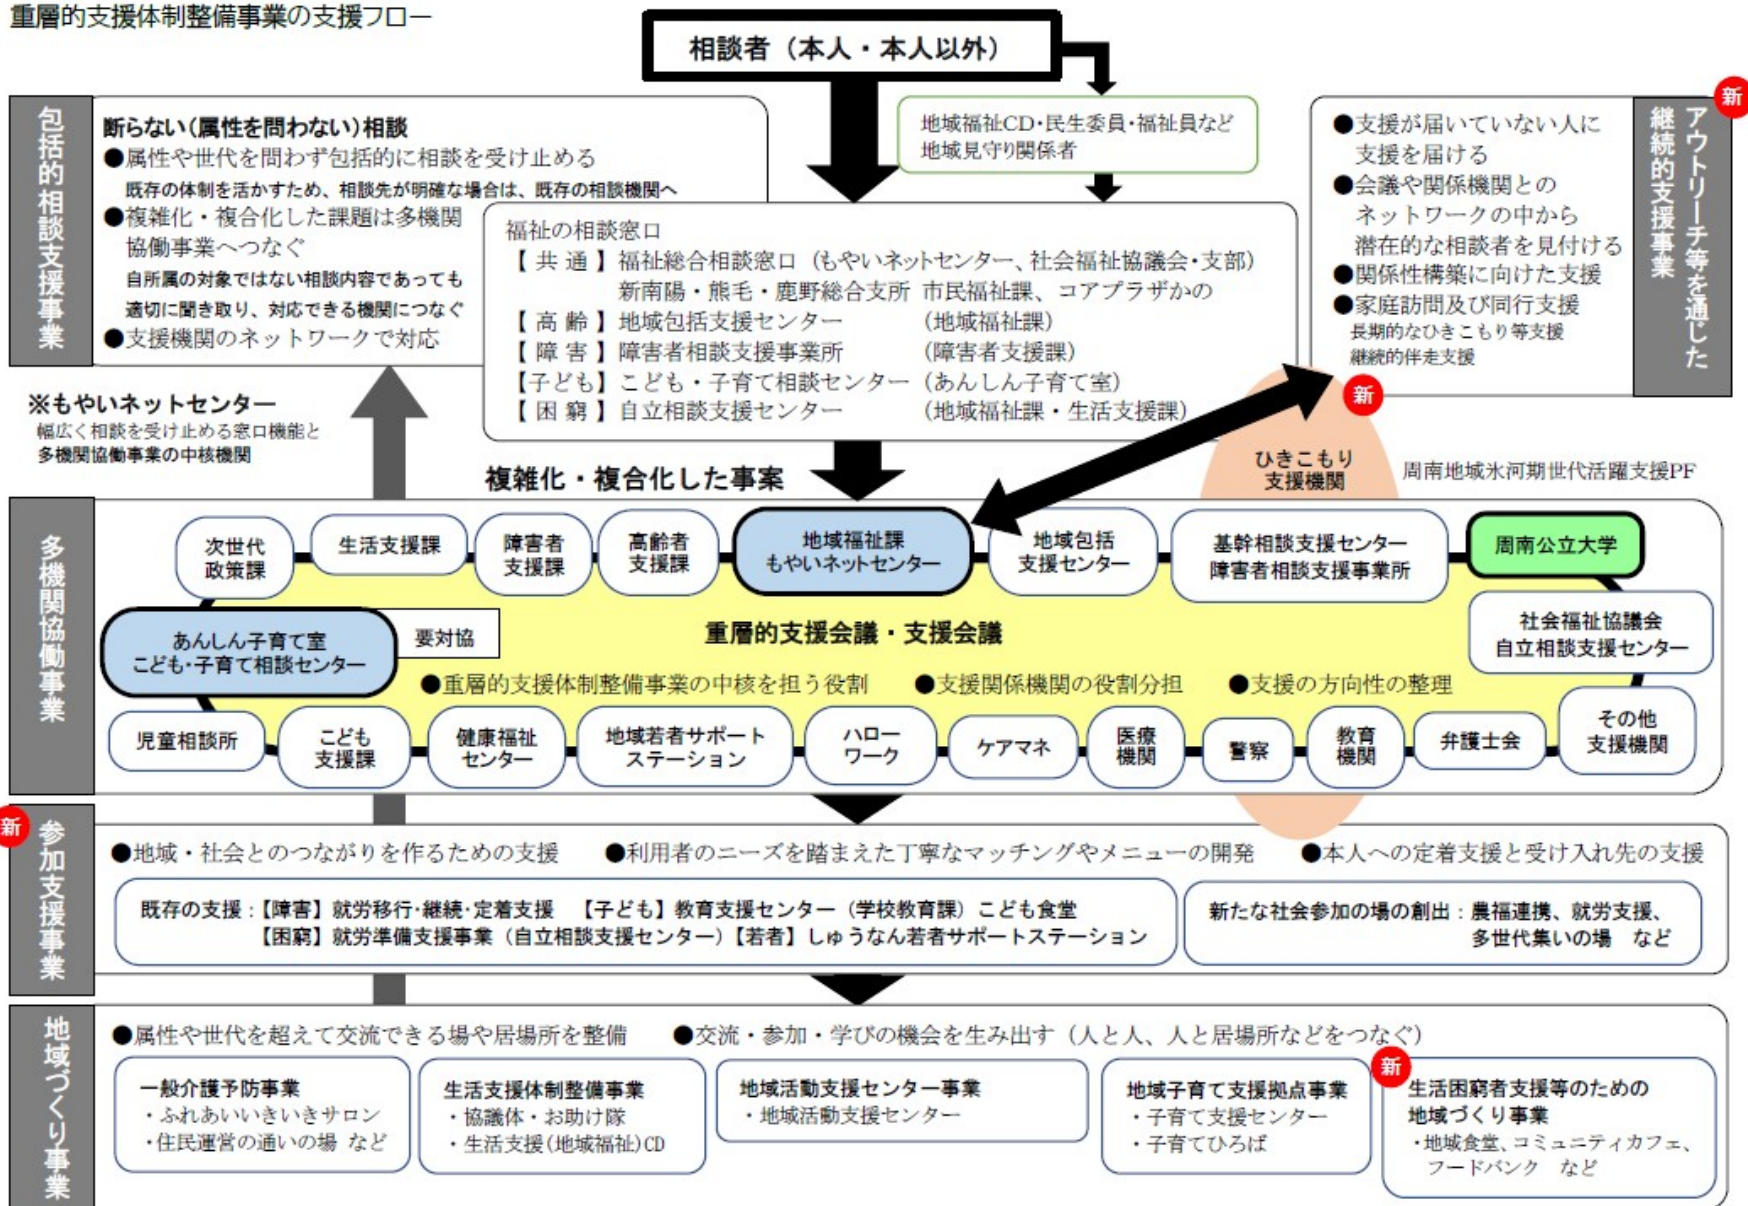 重層的支援体制整備事業の支援フロー
相談者（本人・本人以外）
包括的相談支援事業
断らない（属性を問わない）相談
●属性や世代を問わず包括的に相談を受け止める
既存の体制を活かすため、相談先が明確な場合は、既存の相談機関へ
●複雑化・複合化した課題は多機関
協働事業へつなぐ
自所属の対象ではない相談内容であっても
適切に聞き取り、対応できる機関につなぐ
●支援機関のネットワークで対応
地域福祉CD・民生委員・福祉員など
地域見守り関係者
福祉の相談窓口
【 共 通 】福祉総合相談窓口（もやいネットセンター、社会福祉協議会・支部）
新南陽・熊毛・鹿野総合支所 市民福祉課、コアプラザかの
【 高 齢 】地域包括支援センター （地域福祉課）
【 障 害 】障害者相談支援事業所 （障害者支援課）
【子ども】こども・子育て相談センター（あんしん子育て室）
【 困 窮 】自立相談支援センター （地域福祉課・生活支援課）
新
アウトリーチ等を通じた
継続的支援事業
●支援が届いていない人に
支援を届ける
●会議や関係機関との
ネットワークの中から
潜在的な相談者を見付ける
●関係性構築に向けた支援
●家庭訪問及び同行支援
長期的なひきこもり等支援
継続的伴走支援
※もやいネットセンター
幅広く相談を受け止める窓口機能と
多機関協働事業の中核機関
複雑化・複合化した事案
新
ひきこもり
支援機関
周南地域氷河期世代活躍支援PF
多機関協働事業
次世代
政策課
生活支援課
障害者
支援課
高齢者
支援課
地域福祉課
もやいネットセンター
地域包括
支援センター
基幹相談支援センター
障害者相談支援事業所
周南公立大学
あんしん子育て室
こども・子育て相談センター
要対協
重層的支援会議・支援会議
社会福祉協議会
自立相談支援センター
●重層的支援体制整備事業の中核を担う役割 ●支援関係機関の役割分担 ●支援の方向性の整理
児童相談所
こども
支援課
健康福祉
センター
地域若者サポート
ステーション
ハロー
ワーク
ケアマネ
医療
機関
警察
教育
機関
弁護士会
その他
支援機関
新
参加支援事業
●地域・社会とのつながりを作るための支援 ●利用者のニーズを踏まえた丁寧なマッチングやメニューの開発 ●本人への定着支援と受け入れ先の支援
既存の支援：【障害】就労移行・継続・定着支援 【子ども】教育支援センター（学校教育課）こども食堂
【困窮】就労準備支援事業（自立相談支援センター）【若者】しゅうなん若者サポートステーション
新たな社会参加の場の創出：農福連携、就労支援、
多世代集いの場 など
地域づくり事業
●属性や世代を超えて交流できる場や居場所を整備 ●交流・参加・学びの機会を生み出す（人と人、人と居場所などをつなぐ）
一般介護予防事業
・ふれあいいきいきサロン
・住民運営の通いの場 など
生活支援体制整備事業
・協議体・お助け隊
・生活支援（地域福祉）CD
地域活動支援センター事業
・地域活動支援センター
地域子育て支援拠点事業
・子育て支援センター
・子育てひろば
新
生活困窮者支援等のための
地域づくり事業
・地域食堂、コミュニティカフェ、
フードバンク など